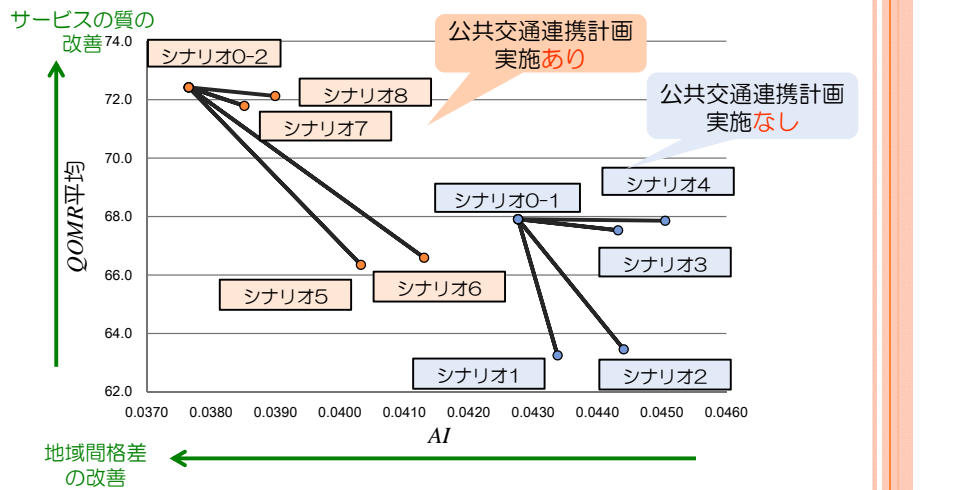 サービスの質の
改善
74.0
72.0
70.0
68.0
66.0
64.0
62.0
QOMR平均
シナリオ0-2
シナリオ8
シナリオ7
公共交通連携計画
実施あり
公共交通連携計画
実施なし
シナリオ4
シナリオ0-1
シナリオ3
シナリオ5
シナリオ6
シナリオ1
シナリオ2
0.0370 0.0380 0.0390 0.0400 0.0410 0.0420 0.0430 0.0440 0.0450 0.0460
AI
地域間格差
の改善